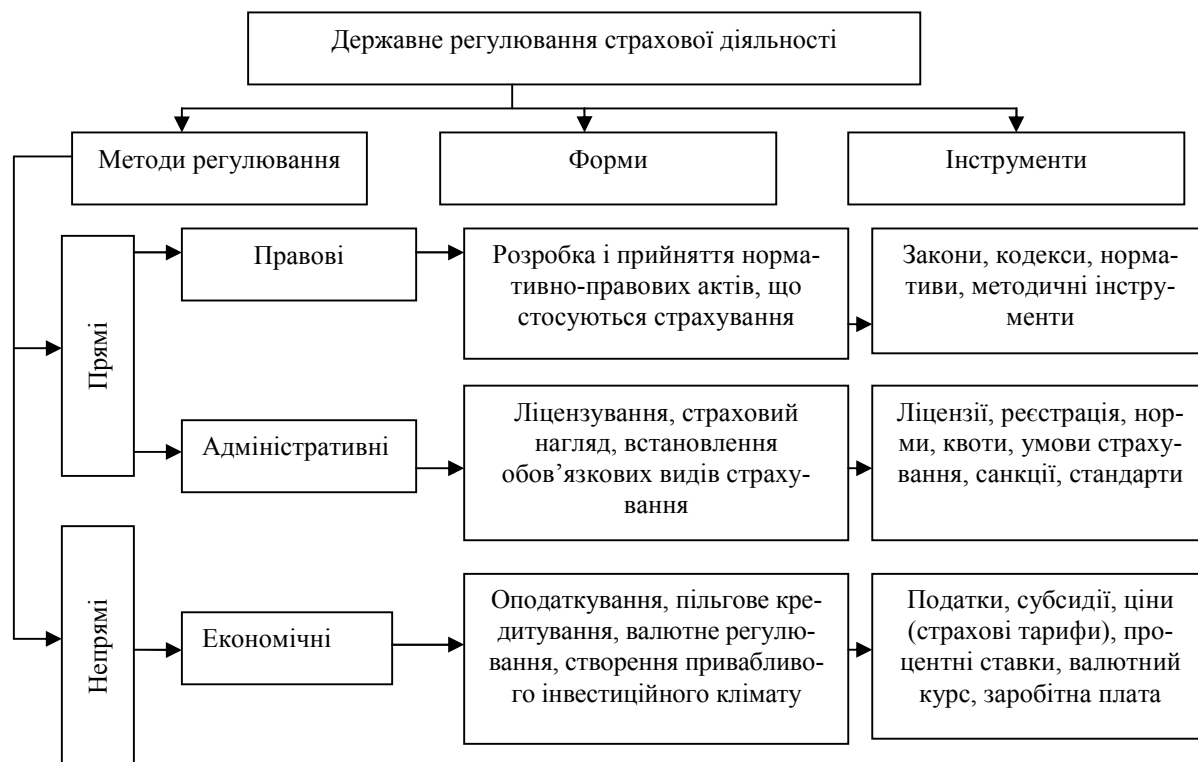 Державне регулювання страхової діяльності
Методи регулювання
Форми
Інструменти
Прямі
Правові
Розробка і прийняття норма-
тивно-правових актів, що
стосуються страхування
Закони, кодекси, норма-
тиви, методичні інстру-
менти
Адміністративні
Ліцензування, страховий
нагляд, встановлення
обов’язкових видів страху-
вання
Ліцензії, реєстрація, нор-
ми, квоти, умови страху-
вання, санкції, стандарти
Непрямі
Економічні
Оподаткування, пільгове кре-
дитування, валютне регулю-
вання, створення привабливо-
го інвестиційного клімату
Податки, субсидії, ціни
(страхові тарифи), про-
центні ставки, валютний
курс, заробітна плата